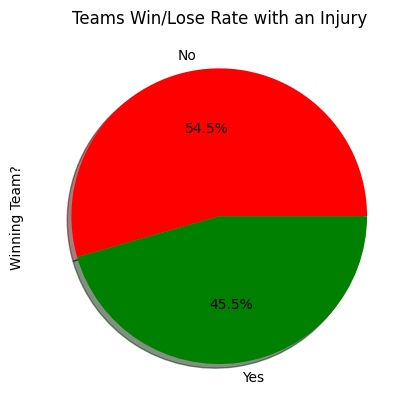 Teams Win/Lose Rate with an Injury
No
54.5%
Winning Team?
45.5%
Yes